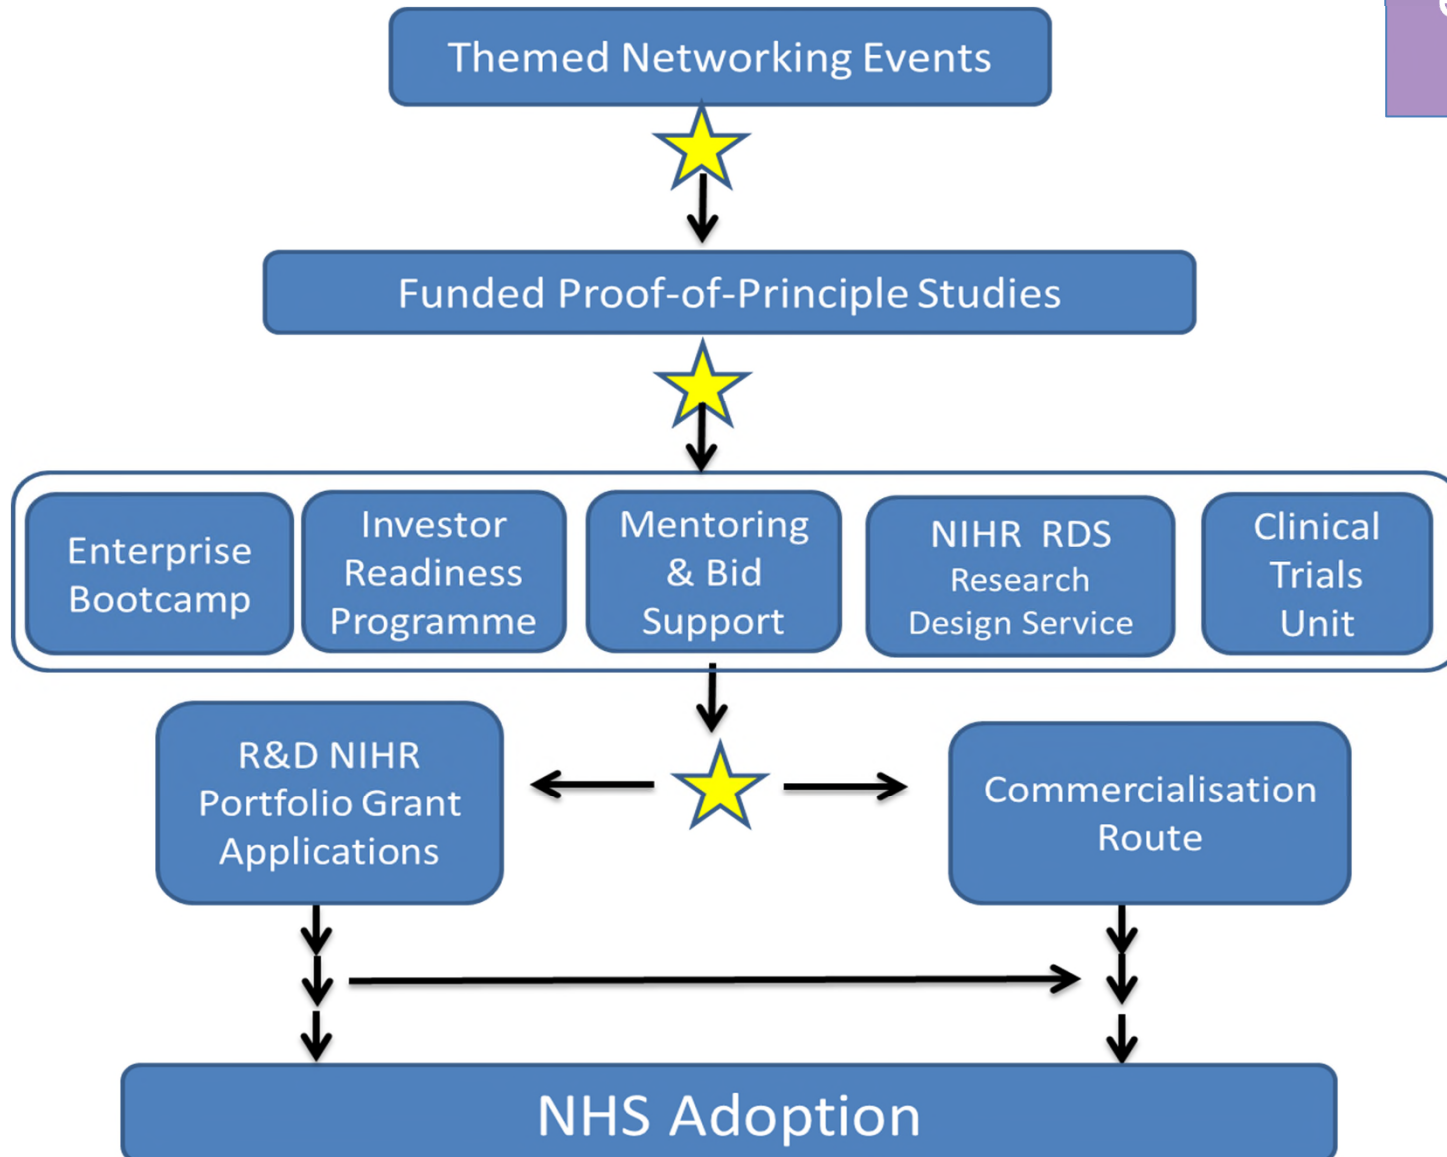 Themed Networking Events
Funded Proof-of-Principle Studies
Enterprise
Bootcamp
Investor
Readiness
Programme
Mentoring
& Bid
Support
NIHR RDS
Research
Design Service
Clinical
Trials
Unit
R&D NIHR
Portfolio Grant
Applications
Commercialisation
Route
NHS Adoption